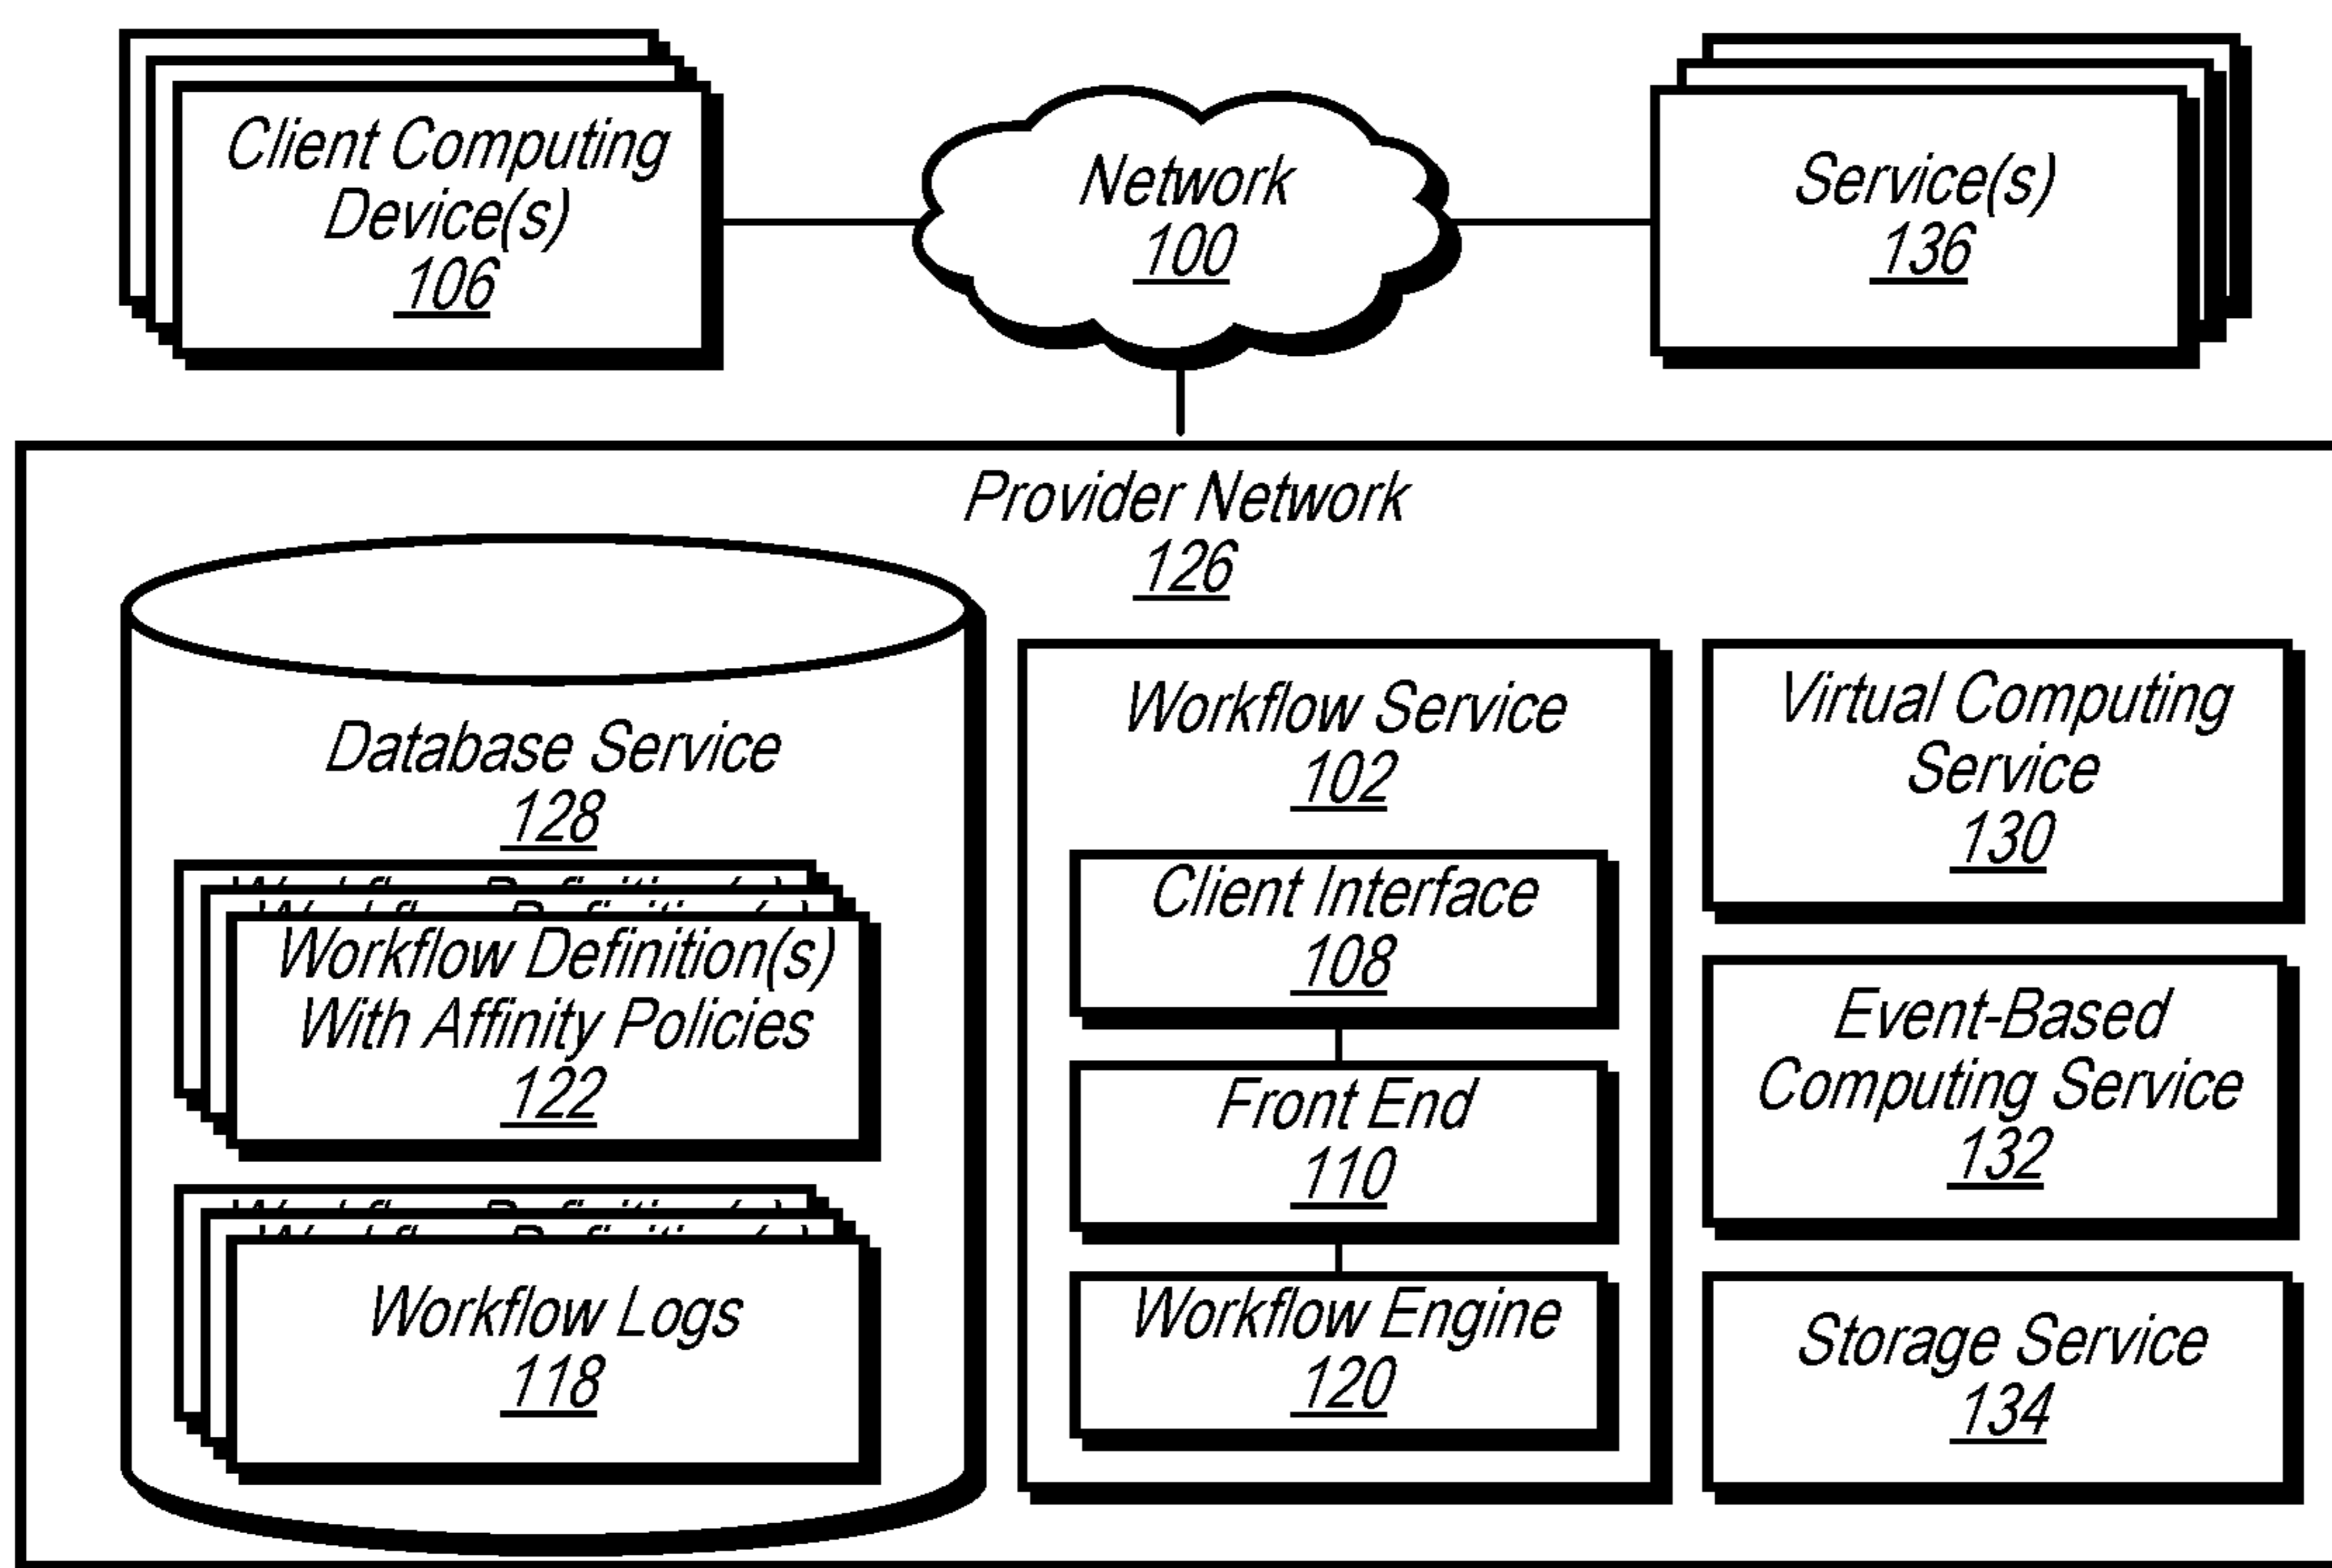 Client Computing
Device(s)
106
Network
100
Service(s)
136
Provider Network
126
Database Service
128
Workflow Definition(s)
With Affinity Policies
122
Workflow Logs
118
Workflow Service
102
Client Interface
108
Front End
110
Workflow Engine
120
Virtual Computing
Service
130
Event-Based
Computing Service
132
Storage Service
134